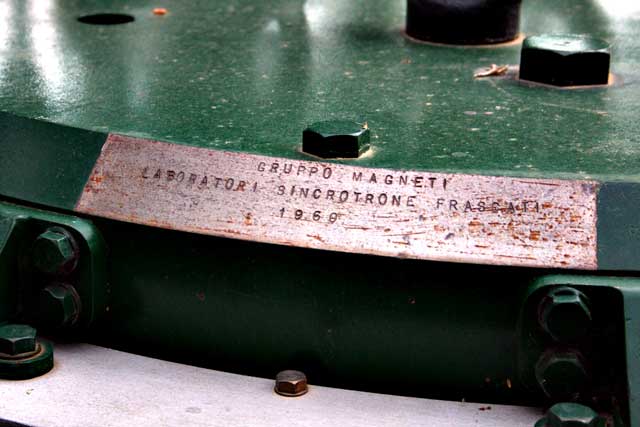 GRUPPO MAGNETI
LABORATORI SINCROTRONE FRASCATI
1960